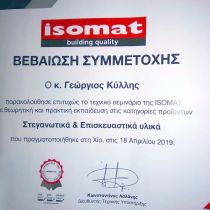 isomat
building quality
ΒΕΒΑΙΩΣΗ ΣΥΜΜΕΤΟΧΗΣ
Ο κ. Γεώργιος Κύλλης
παρακολούθησε επιτυχώς το τεχνικό σεμινάριο της ISOMAT
θεωρητική και πρακτική εκπαίδευση στις κατηγορίες προϊόντων
Στεγανωτικά & Επισκευαστικά υλικά
που πραγματοποιήθηκε στη Χίο, στις 18 Απριλίου 2019.
Κωνσταντίνος Αλλάνης
Διευθυντής Τεχνικής Υποστήριξης